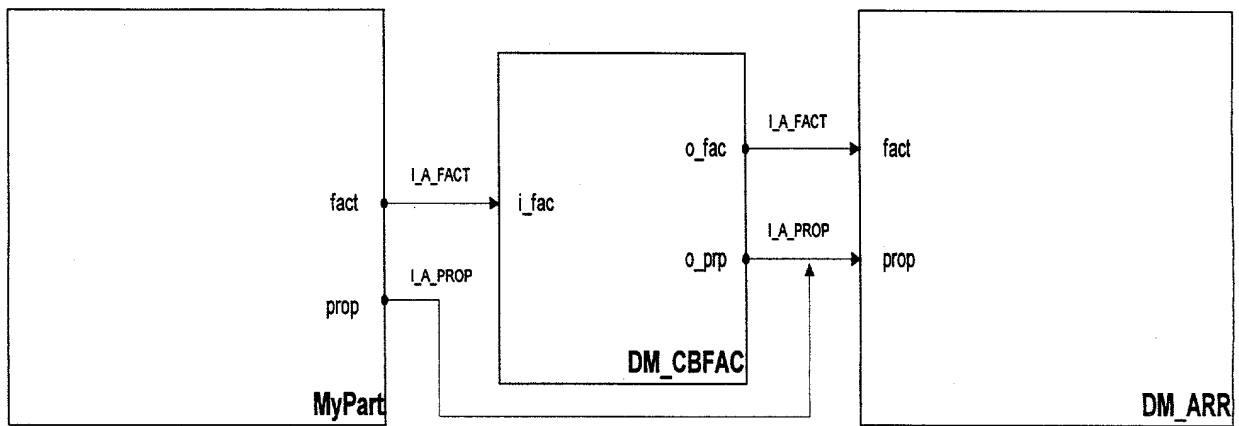 I_A_FACT
o_fac
fact
I_A_FACT
fact
i_fac
I_A_PROP
o_prp
prop
I_A_PROP
prop
DM_CBFAC
MyPart
DM_ARR